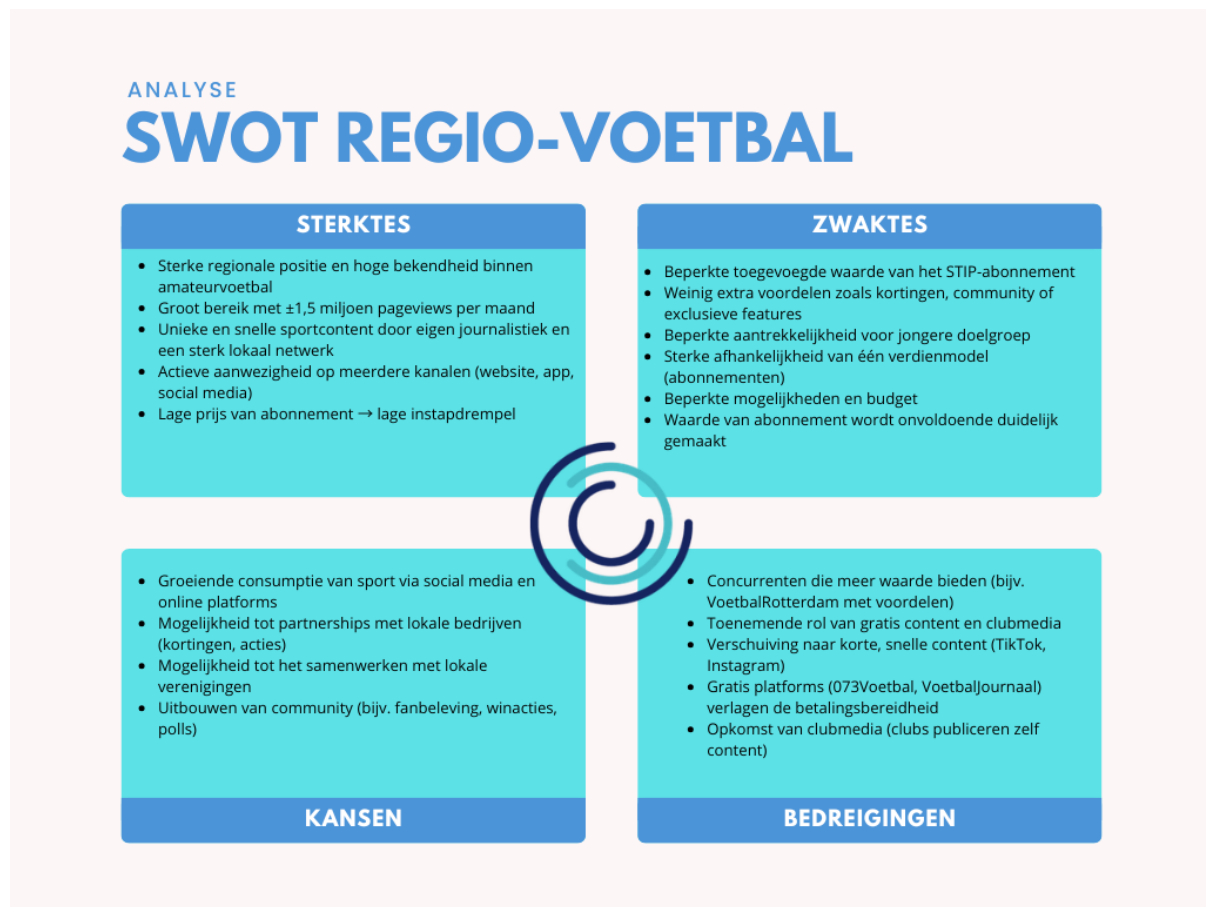 ANALYSE
SWOT REGIO-VOETBAL
STERKTES
• Sterke regionale positie en hoge bekendheid binnen
amateurvoetbal
• Groot bereik met ±1,5 miljoen pageviews per maand
• Unieke en snelle sportcontent door eigen journalistiek en
een sterk lokaal netwerk
• Actieve aanwezigheid op meerdere kanalen (website, app,
social media)
• Lage prijs van abonnement → lage instapdrempel
ZWAKTES
• Beperkte toegevoegde waarde van het STIP-abonnement
• Weinig extra voordelen zoals kortingen, community of
exclusieve features
• Beperkte aantrekkelijkheid voor jongere doelgroep
• Sterke afhankelijkheid van één verdienmodel
(abonnementen)
• Beperkte mogelijkheden en budget
• Waarde van abonnement wordt onvoldoende duidelijk
gemaakt
• Groeiende consumptie van sport via social media en
online platforms
• Mogelijkheid tot partnerships met lokale bedrijven
(kortingen, acties)
• Mogelijkheid tot het samenwerken met lokale
verenigingen
• Uitbouwen van community (bijv. fanbeleving, winacties,
polls)
KANSEN
• Concurrenten die meer waarde bieden (bijv.
VoetbalRotterdam met voordelen)
• Toenemende rol van gratis content en clubmedia
• Verschuiving naar korte, snelle content (TikTok,
Instagram)
• Gratis platforms (073Voetbal, VoetbalJournaal)
verlagen de betalingsbereidheid
• Opkomst van clubmedia (clubs publiceren zelf
content)
BEDREIGINGEN